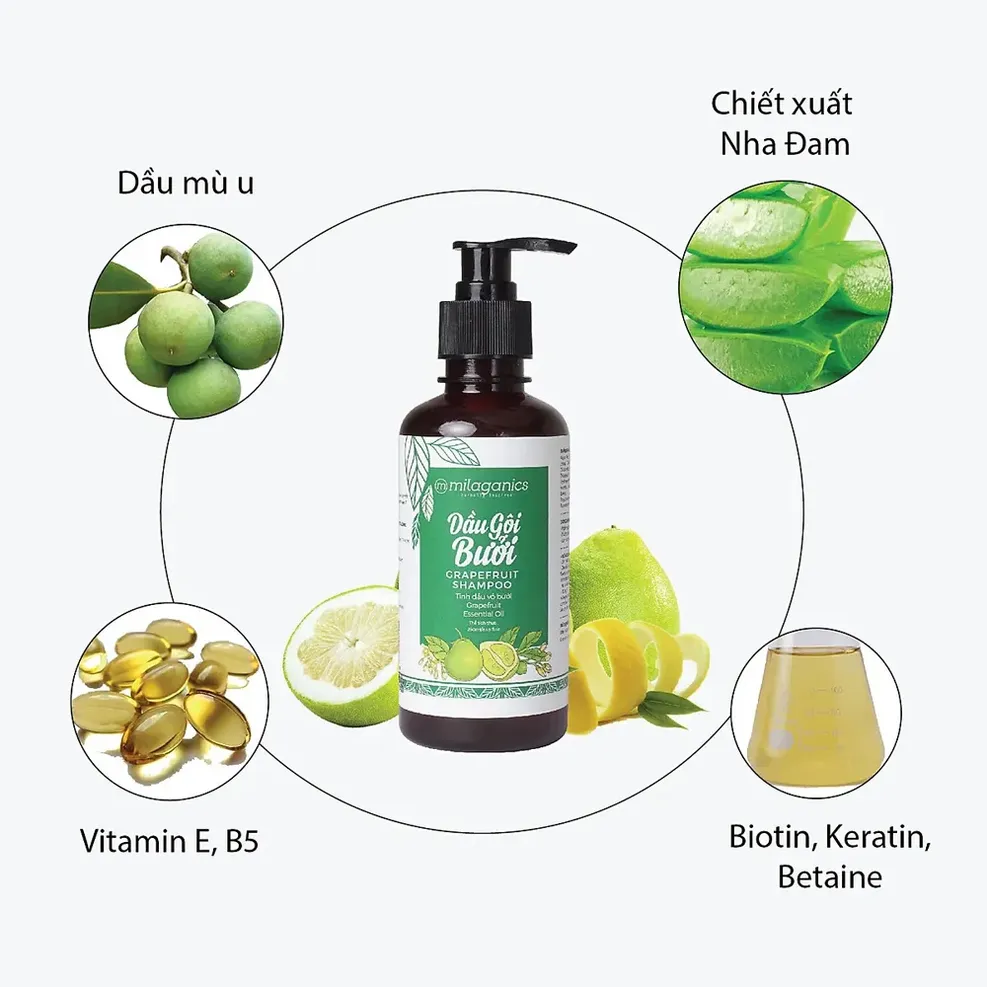 Chiết xuất
Nha Đam
Dầu mù u
milaganics
Dầu Gội
Bưởi
GRAPEFRUIT
SHAMPOO
Tinh dầu vỏ bưởi
Grapefruit
Essential Oil
Vitamin E, B5
Biotin, Keratin,
Betaine